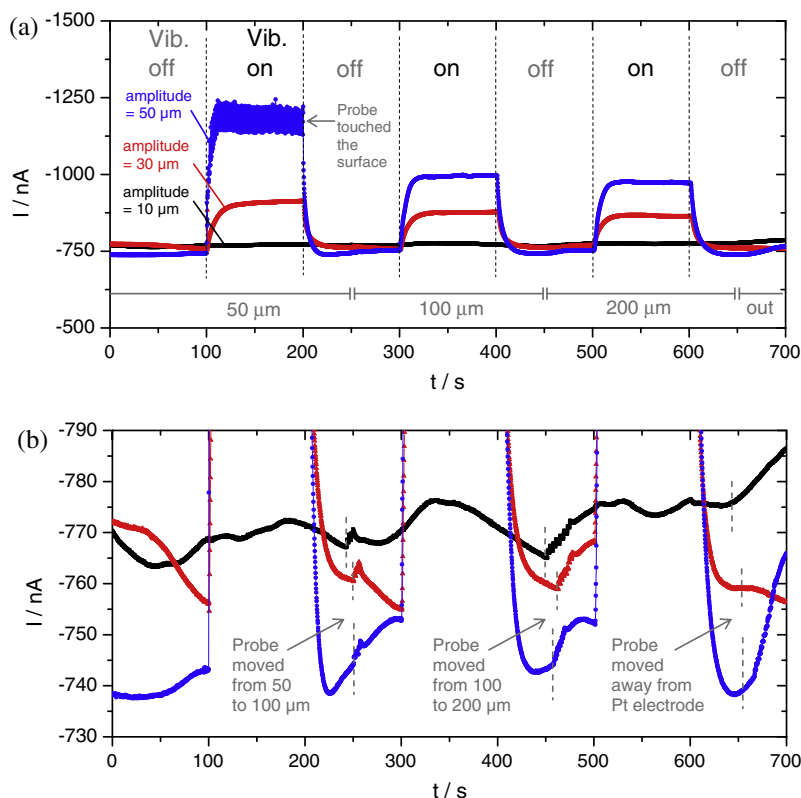 (a)
-1500
-1250
-1000
-750
-500
I / nA
Vib.
off
Vib.
on
off
on
off
on
off
amplitude
= 50 μm
amplitude
= 30 μm
amplitude
= 10 μm
Probe
touched
the
surface
50 μm
100 μm
200 μm
out
0
100
200
300
400
500
600
700
t / s
(b)
-790
-780
-770
-760
-750
-740
-730
I / nA
Probe
moved
from 50
to 100 μm
Probe
moved
from 100
to 200 μm
Probe
moved
away from
Pt electrode
0
100
200
300
400
500
600
700
t / s